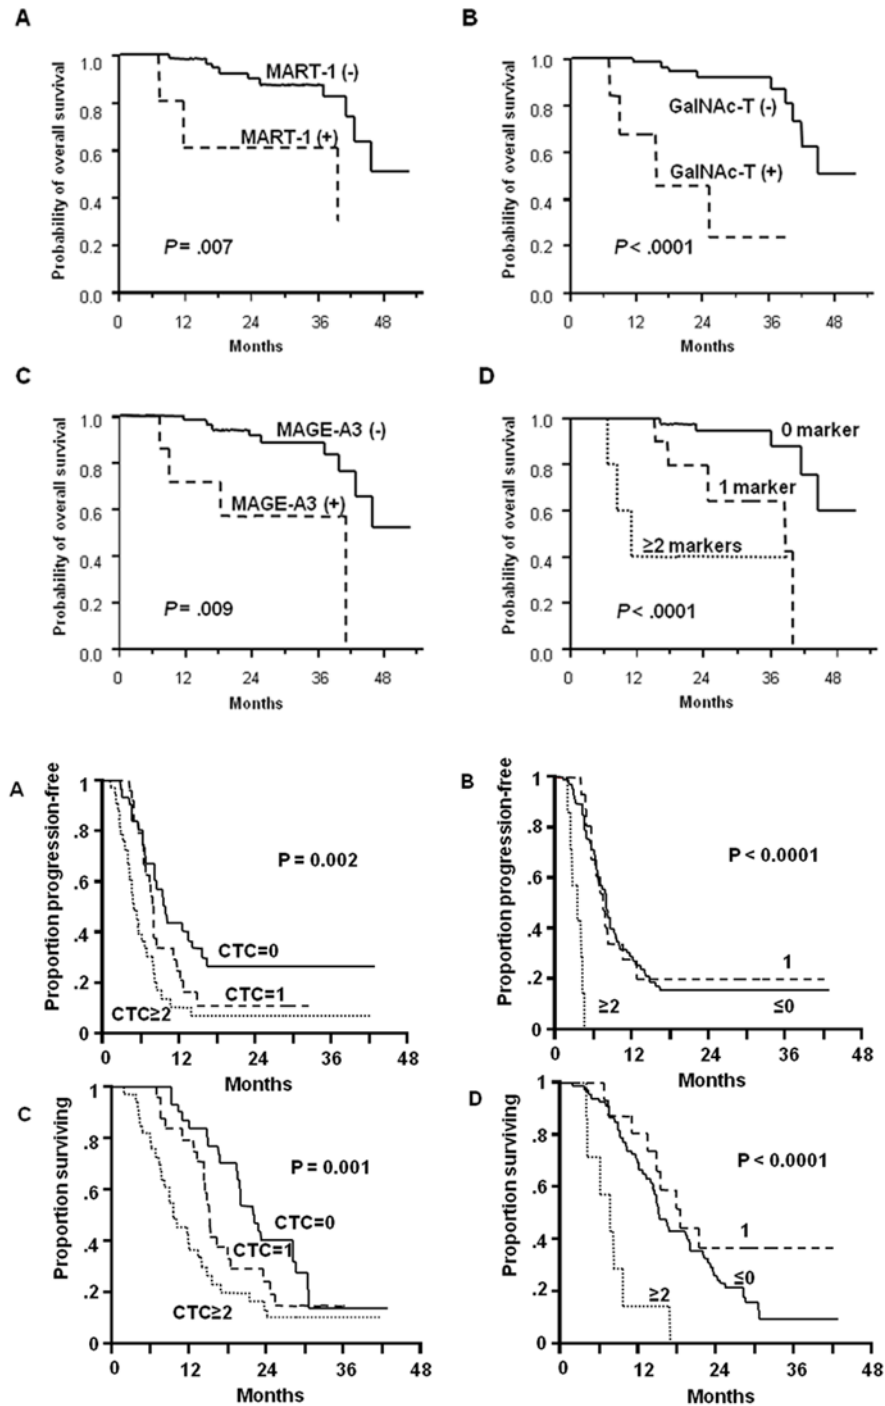 A
Probability of overall survival
1.0
0.8
0.6
0.4
0.2
0.0
MART-1 (-)
MART-1 (+)
P = .007
0 12 24 36 48
Months
B
Probability of overall survival
1.0
0.8
0.6
0.4
0.2
0.0
GalNAc-T (-)
GalNAc-T (+)
P < .0001
0 12 24 36 48
Months
C
Probability of overall survival
1.0
0.8
0.6
0.4
0.2
0.0
MAGE-A3 (-)
MAGE-A3 (+)
P = .009
0 12 24 36 48
Months
D
Probability of overall survival
1.0
0.8
0.6
0.4
0.2
0.0
0 marker
1 marker
≥2 markers
P < .0001
0 12 24 36 48
Months
A
Proportion progression-free
1
.8
.6
.4
.2
0
P = 0.002
CTC=0
CTC=1
CTC≥2
0 12 24 36 48
Months
B
Proportion progression-free
1
.8
.6
.4
.2
0
P < 0.0001
1
≥2
≤0
0 12 24 36 48
Months
C
Proportion surviving
1
.8
.6
.4
.2
0
P = 0.001
CTC=0
CTC=1
CTC≥2
0 12 24 36 48
Months
D
Proportion surviving
1
.8
.6
.4
.2
0
P < 0.0001
1
≤0
≥2
0 12 24 36 48
Months